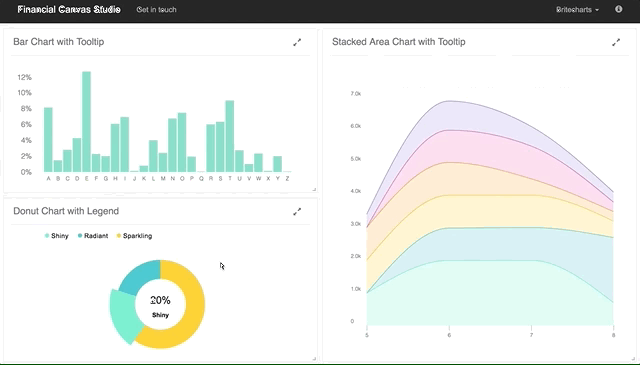 Financial Canvas Studio
Get in touch
Britesharts
Bar Chart with Tooltip
12%
10%
8%
6%
4%
2%
0%
A B C D E F G H I J K L M N O P Q R S T U V W X Y Z
Donut Chart with Legend
Shiny Radiant Sparkling
20%
Shiny
Stacked Area Chart with Tooltip
7.0k
6.0k
5.0k
4.0k
3.0k
2.0k
1.0k
0
5 6 7 8